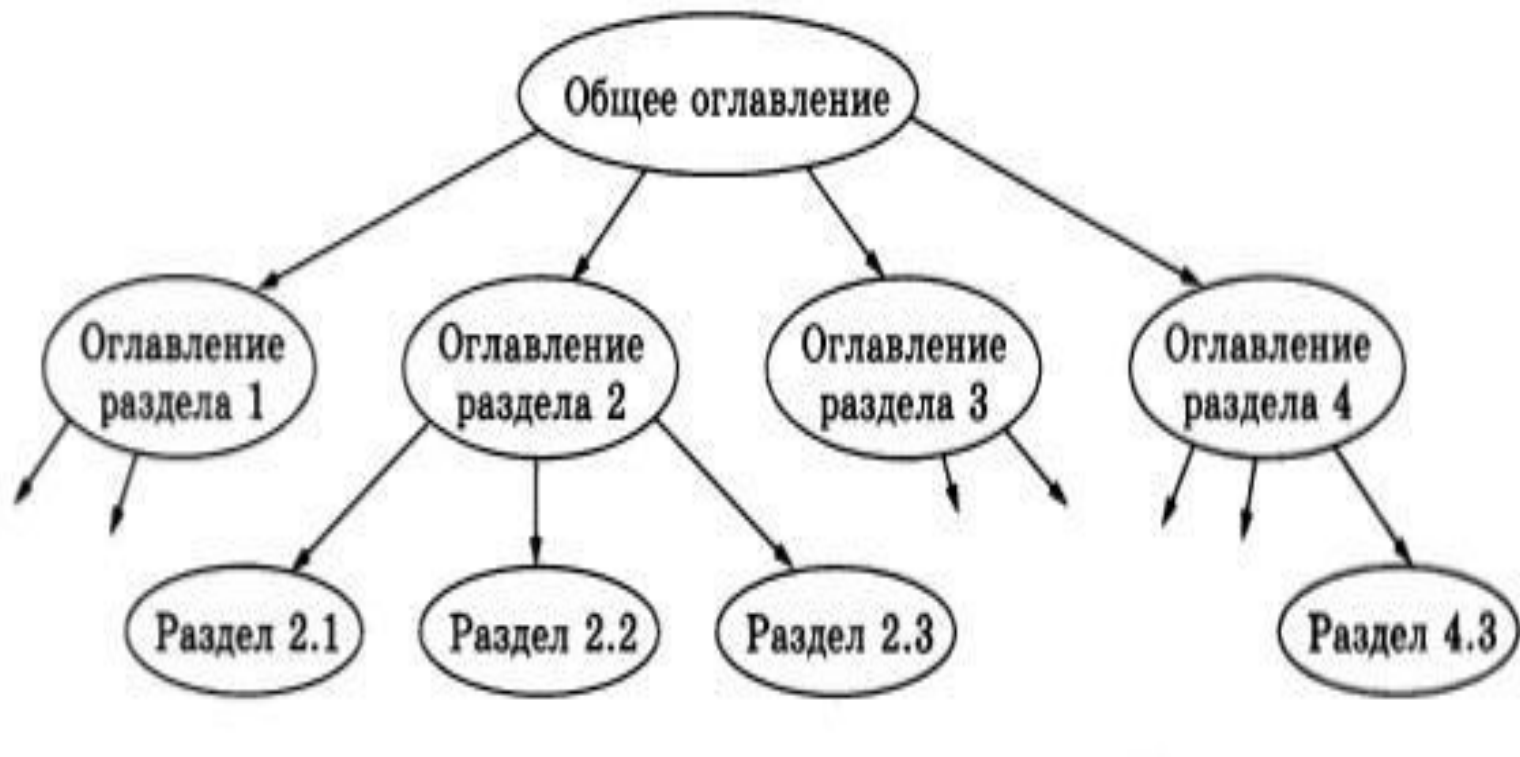 Общее оглавление
Оглавление
раздела 1
Оглавление
раздела 2
Оглавление
раздела 3
Оглавление
раздела 4
Раздел 2.1
Раздел 2.2
Раздел 2.3
Раздел 4.3